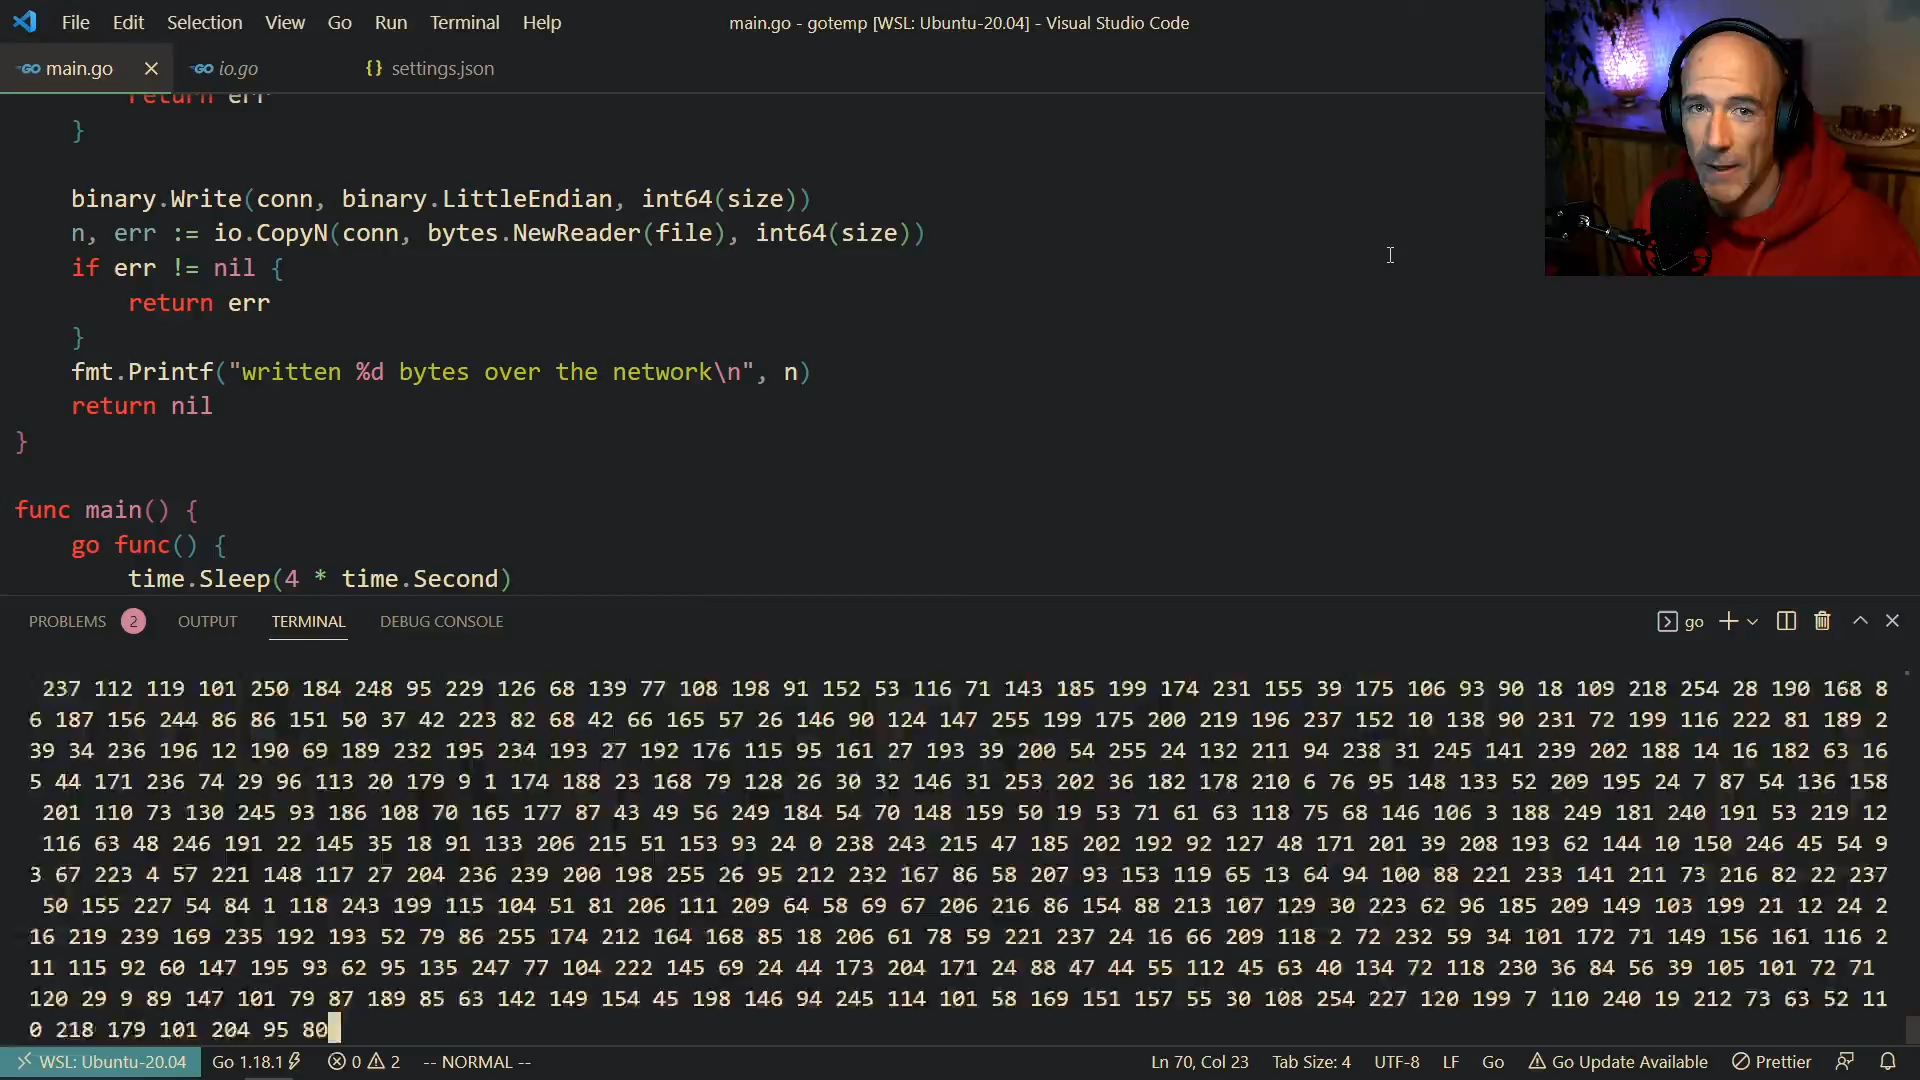 File Edit Selection View Go Run Terminal Help main.go - gotemp [WSL: Ubuntu-20.04] - Visual Studio Code
main.go io.go {} settings.json
return err
}
binary.Write(conn, binary.LittleEndian, int64(size))
n, err := io.CopyN(conn, bytes.NewReader(file), int64(size))
if err != nil {
return err
}
fmt.Printf("written %d bytes over the network\n", n)
return nil
}
func main() {
go func() {
time.Sleep(4 * time.Second)
PROBLEMS 2 OUTPUT TERMINAL DEBUG CONSOLE go
237 112 119 101 250 184 248 95 229 126 68 139 77 108 198 91 152 53 116 71 143 185 199 174 231 155 39 175 106 93 90 18 109 218 254 28 190 168 8
6 187 156 244 86 86 151 50 37 42 223 82 68 42 66 165 57 26 146 90 124 147 255 199 175 200 219 196 237 152 10 138 90 231 72 199 116 222 81 189 2
39 34 236 196 12 190 69 189 232 195 234 193 27 192 176 115 95 161 27 193 39 200 54 255 24 132 211 94 238 31 245 141 239 202 188 14 16 182 63 16
5 44 171 236 74 29 96 113 20 179 9 1 174 188 23 168 79 128 26 30 32 146 31 253 202 36 182 178 210 6 76 95 148 133 52 209 195 24 7 87 54 136 158
201 110 73 130 245 93 186 108 70 165 177 87 43 49 56 249 184 54 70 148 159 50 19 53 71 61 63 118 75 68 146 106 3 188 249 181 240 191 53 219 12
116 63 48 246 191 22 145 35 18 91 133 206 215 51 153 93 24 0 238 243 215 47 185 202 192 92 127 48 171 201 39 208 193 62 144 10 150 246 45 54 9
3 67 223 4 57 221 148 117 27 204 236 239 200 198 255 26 95 212 232 167 86 58 207 93 153 119 65 13 64 94 100 88 221 233 141 211 73 216 82 22 237
50 155 227 54 84 1 118 243 199 115 104 51 81 206 111 209 64 58 69 67 206 216 86 154 88 213 107 129 30 223 62 96 185 209 149 103 199 21 12 24 2
16 219 239 169 235 192 193 52 79 86 255 174 212 164 168 85 18 206 61 78 59 221 237 24 16 66 209 118 2 72 232 59 34 101 172 71 149 156 161 116 2
11 115 92 60 147 195 93 62 95 135 247 77 104 222 145 69 24 44 173 204 171 24 88 47 44 55 112 45 63 40 134 72 118 230 36 84 56 39 105 101 72 71
120 29 9 89 147 101 79 87 189 85 63 142 149 154 45 198 146 94 245 114 101 58 169 151 157 55 30 108 254 227 120 199 7 110 240 19 212 73 63 52 11
0 218 179 101 204 95 80
WSL: Ubuntu-20.04 Go 1.18.1 0 2 -- NORMAL -- Ln 70, Col 23 Tab Size: 4 UTF-8 LF Go Go Update Available Prettier